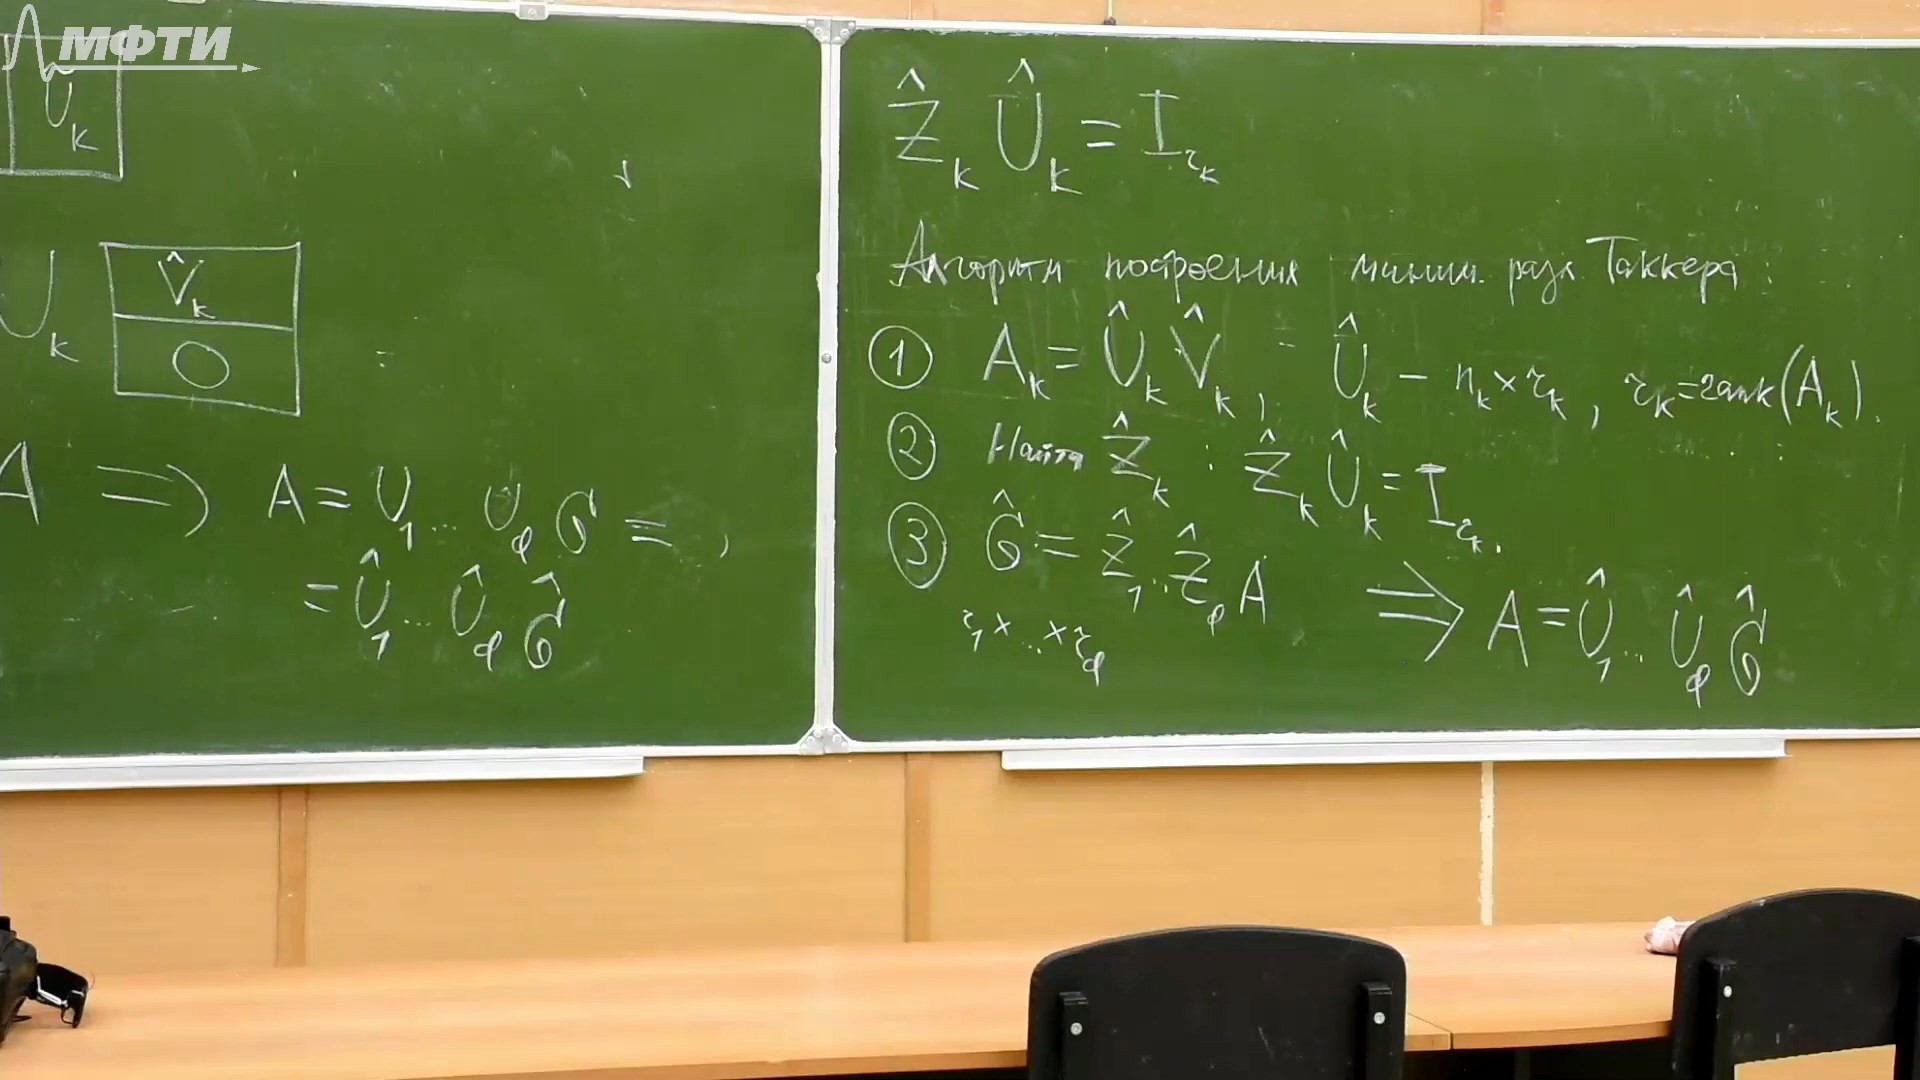 МФТИ
Ũ_k
U_k V̂_k
0
A ⇒ A = U_1 ... U_φ G =
= Û_1 ... Û_φ Ĝ
Ẑ_k Û_k = I_{r_k}
Алгоритм построения миним. разл. Таккера:
① A_k = Û_k V̂_k, Û_k – n_k × r_k, r_k = rank(A_k).
② Найти Ẑ_k : Ẑ_k Û_k = I_{r_k}.
③ Ĝ := Ẑ_1 ... Ẑ_φ A ⇒ A = Û_1 ... Û_φ Ĝ
r_1 × ... × r_φ